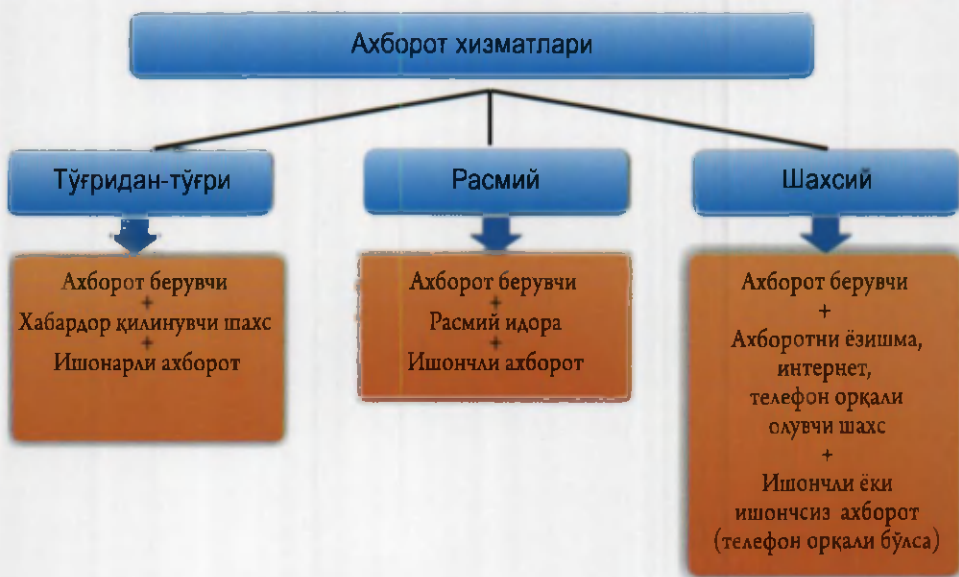 Ахборот хизматлари
Тўғридан-тўғри
Расмий
Шахсий
Ахборот берувчи
+
Хабардор қилинувчи шахс
+
Ишонарли ахборот
Ахборот берувчи
+
Расмий идора
+
Ишончли ахборот
Ахборот берувчи
+
Ахборотни ёзишма,
интернет,
телефон орқали
олувчи шахс
+
Ишончли ёки
ишончсиз ахборот
(телефон орқали бўлса)